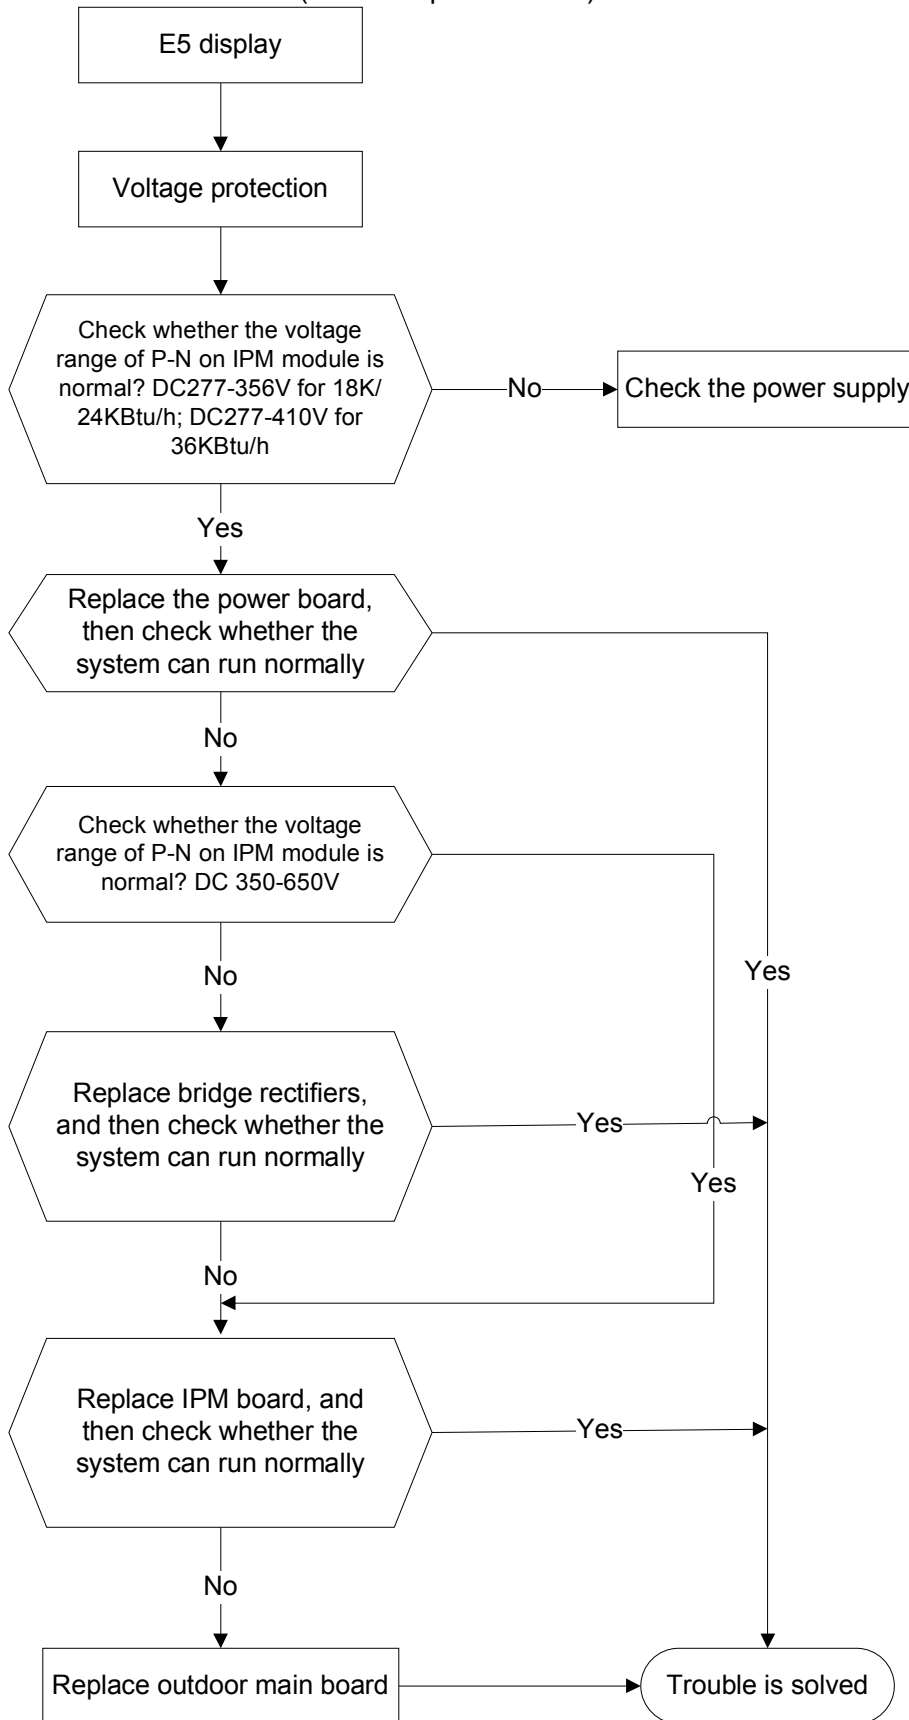 E5 display
Voltage protection
Check whether the voltage
range of P-N on IPM module is
normal? DC277-356V for 18K/
24KBtu/h; DC277-410V for
36KBtu/h
No
Check the power supply
Yes
Replace the power board,
then check whether the
system can run normally
No
Check whether the voltage
range of P-N on IPM module is
normal? DC 350-650V
Yes
No
Replace bridge rectifiers,
and then check whether the
system can run normally
Yes
Yes
No
Replace IPM board, and
then check whether the
system can run normally
Yes
No
Replace outdoor main board
Trouble is solved